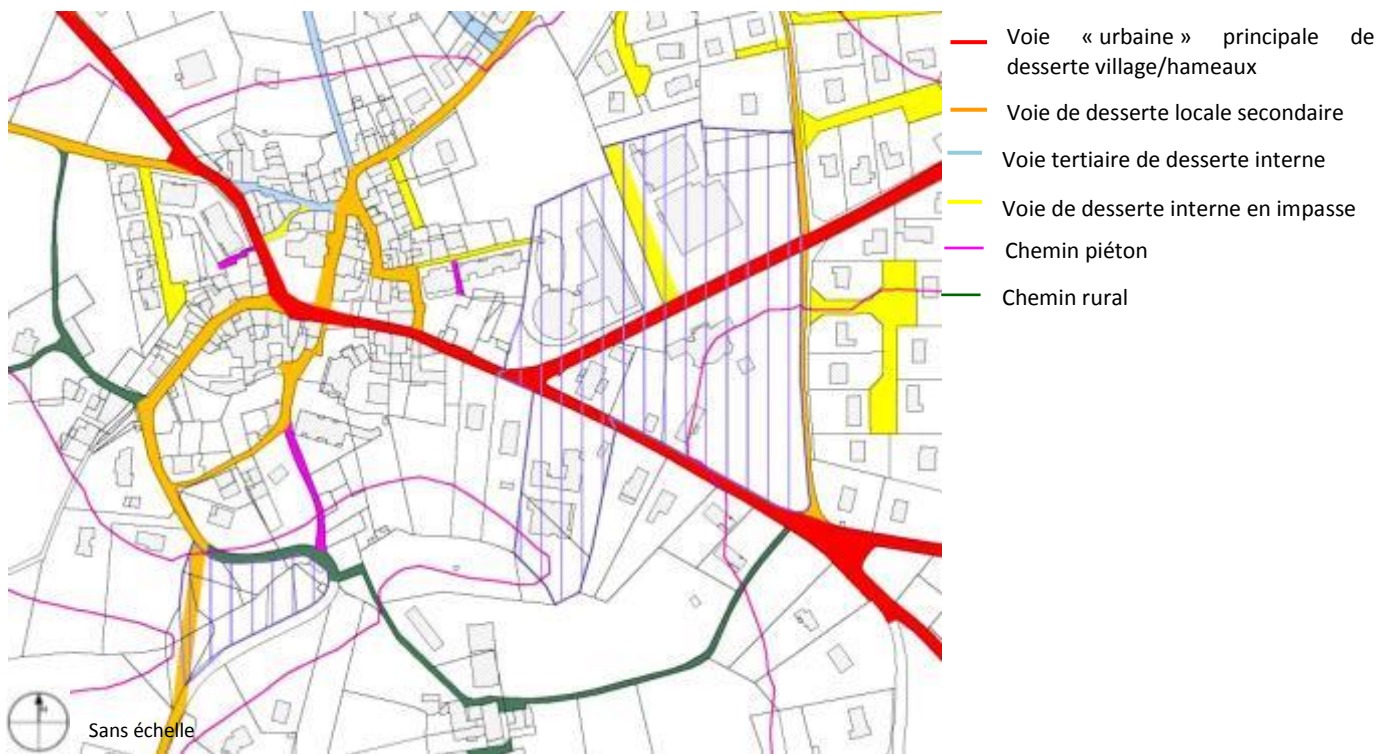 Voie « urbaine » principale de
desserte village/hameaux
Voie de desserte locale secondaire
Voie tertiaire de desserte interne
Voie de desserte interne en impasse
Chemin piéton
Chemin rural
Sans échelle